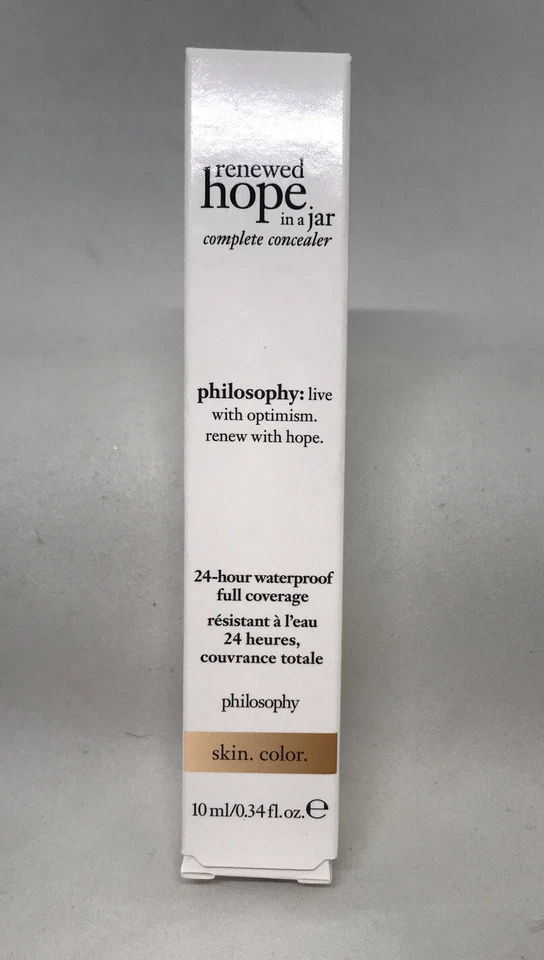 renewed
hope
in a jar
complete concealer
philosophy: live
with optimism.
renew with hope.
24-hour waterproof
full coverage
résistant à l'eau
24 heures,
couvrance totale
philosophy
skin. color.
10 ml/0.34 fl. oz. ℮